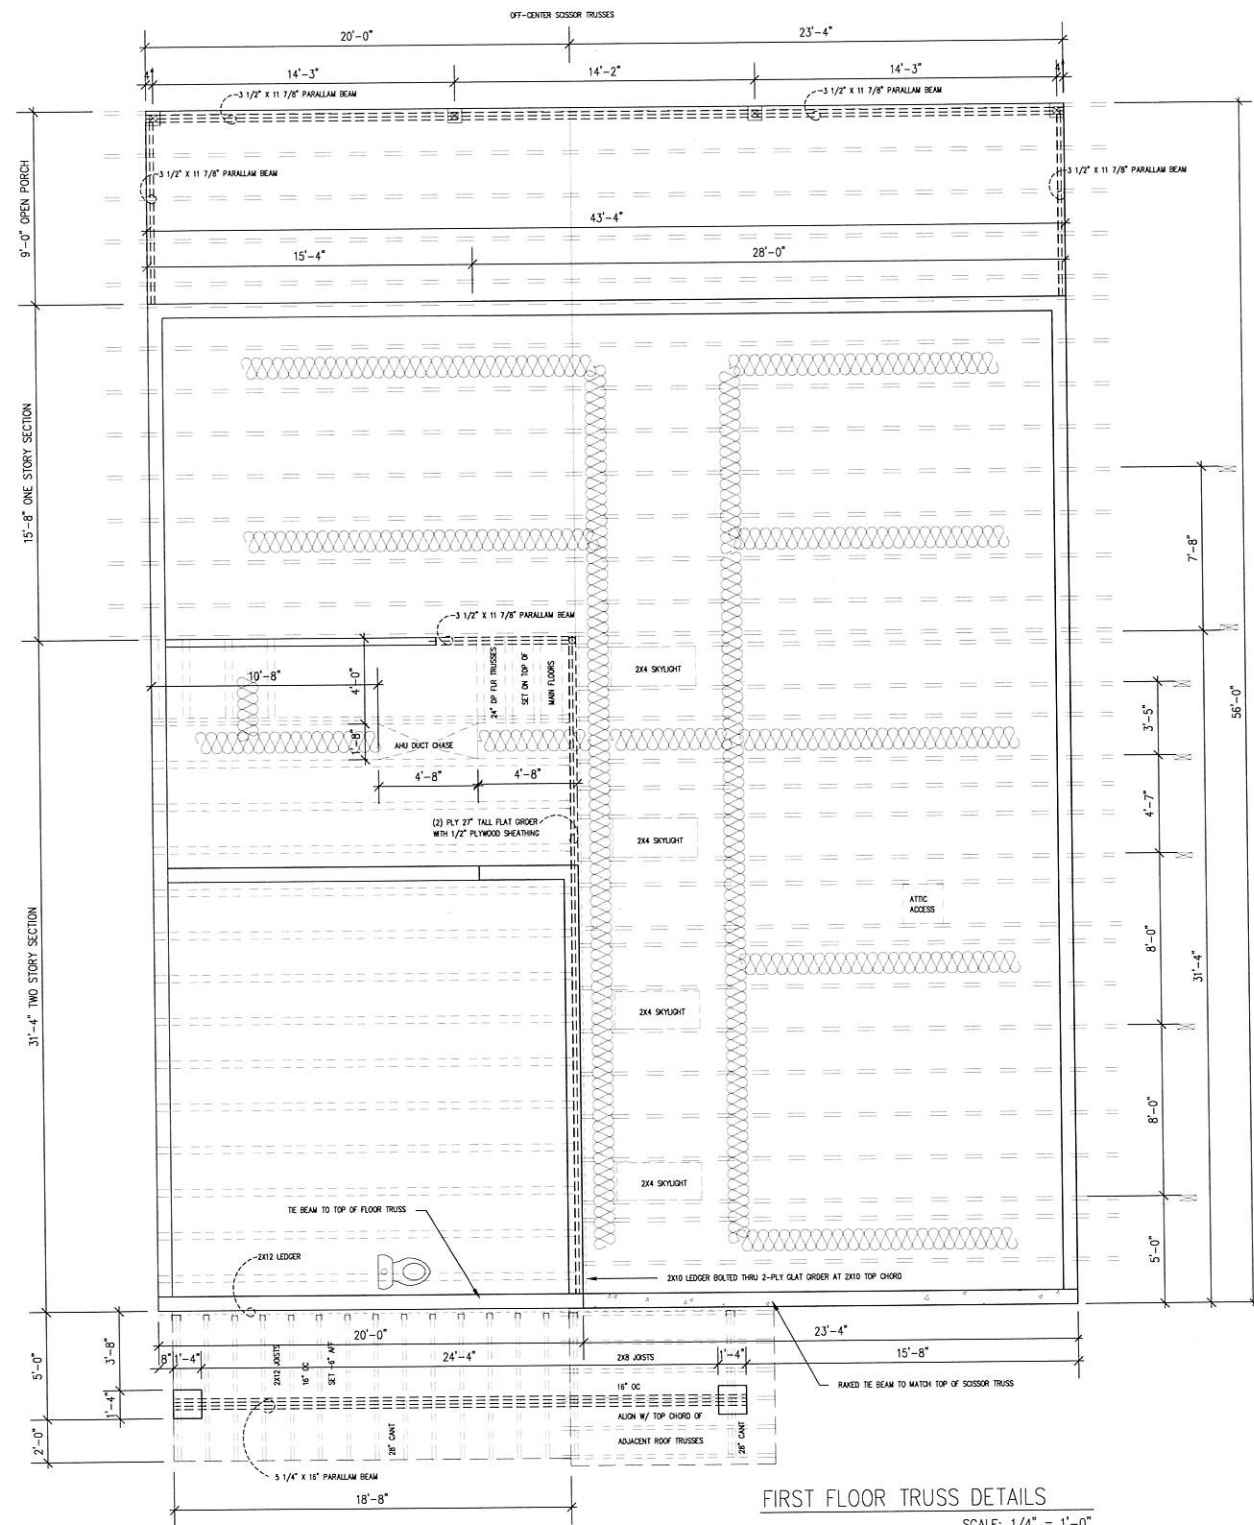 OFF-CENTER SCISSOR TRUSSES
20'-0"
23'-4"
4"
14'-3"
14'-2"
14'-3"
4"
3 1/2" X 11 7/8" PARALLAM BEAM
3 1/2" X 11 7/8" PARALLAM BEAM
9'-0" OPEN PORCH
3 1/2" X 11 7/8" PARALLAM BEAM
3 1/2" X 11 7/8" PARALLAM BEAM
43'-4"
15'-4"
28'-0"
15'-8" ONE STORY SECTION
7'-8"
56'-0"
3 1/2" X 11 7/8" PARALLAM BEAM
10'-8"
4'-0"
24" DP FLR TRUSSES
SET ON TOP OF
MAIN FLOORS
2X4 SKYLIGHT
3'-5"
1'-8"
AHU DUCT CHASE
4'-8"
4'-8"
4'-7"
(2) PLY 27" TALL FLAT GIRDER
WITH 1/2" PLYWOOD SHEATHING
2X4 SKYLIGHT
ATTIC
ACCESS
31'-4" TWO STORY SECTION
8'-0"
31'-4"
2X4 SKYLIGHT
8'-0"
2X4 SKYLIGHT
TIE BEAM TO TOP OF FLOOR TRUSS
2X12 LEDGER
5'-0"
2X10 LEDGER BOLTED THRU 2-PLY GLAT GIRDER AT 2X10 TOP CHORD
20'-0"
23'-4"
5'-0"
3'-8"
8"
1'-4"
24'-4"
2X8 JOISTS
1'-4"
15'-8"
2X12 JOISTS
16" OC
SET -6" AFF
16" OC
RAKED TIE BEAM TO MATCH TOP OF SCISSOR TRUSS
1'-4"
2'-0"
28" CANT
ALIGN W/ TOP CHORD OF
ADJACENT ROOF TRUSSES
28" CANT
5 1/4" X 16" PARALLAM BEAM
18'-8"
FIRST FLOOR TRUSS DETAILS
SCALE: 1/4" = 1'-0"